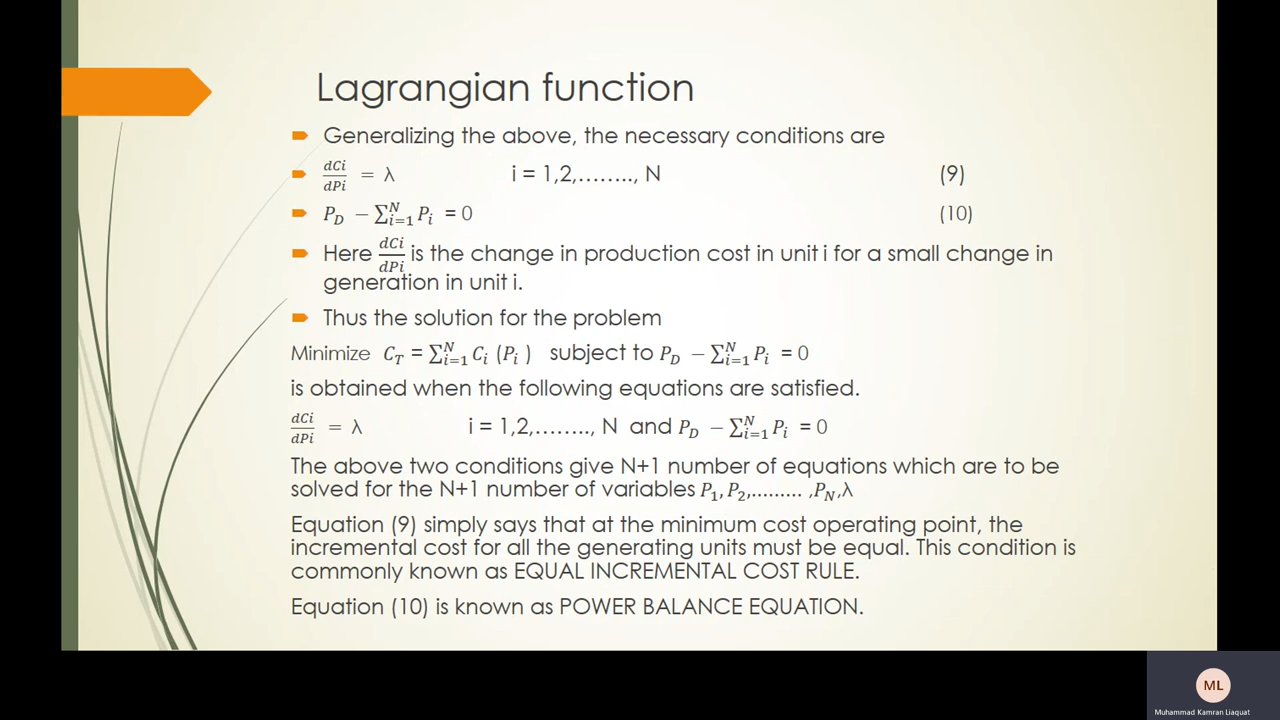 Lagrangian function
Generalizing the above, the necessary conditions are
dCi/dPi = λ i = 1,2,…….., N (9)
P_D − ∑_{i=1}^{N} P_i = 0 (10)
Here dCi/dPi is the change in production cost in unit i for a small change in
generation in unit i.
Thus the solution for the problem
Minimize C_T = ∑_{i=1}^{N} C_i (P_i ) subject to P_D − ∑_{i=1}^{N} P_i = 0
is obtained when the following equations are satisfied.
dCi/dPi = λ i = 1,2,…….., N and P_D − ∑_{i=1}^{N} P_i = 0
The above two conditions give N+1 number of equations which are to be
solved for the N+1 number of variables P_1, P_2,......... ,P_N,λ
Equation (9) simply says that at the minimum cost operating point, the
incremental cost for all the generating units must be equal. This condition is
commonly known as EQUAL INCREMENTAL COST RULE.
Equation (10) is known as POWER BALANCE EQUATION.
ML
Muhammad Kamran Liaquat